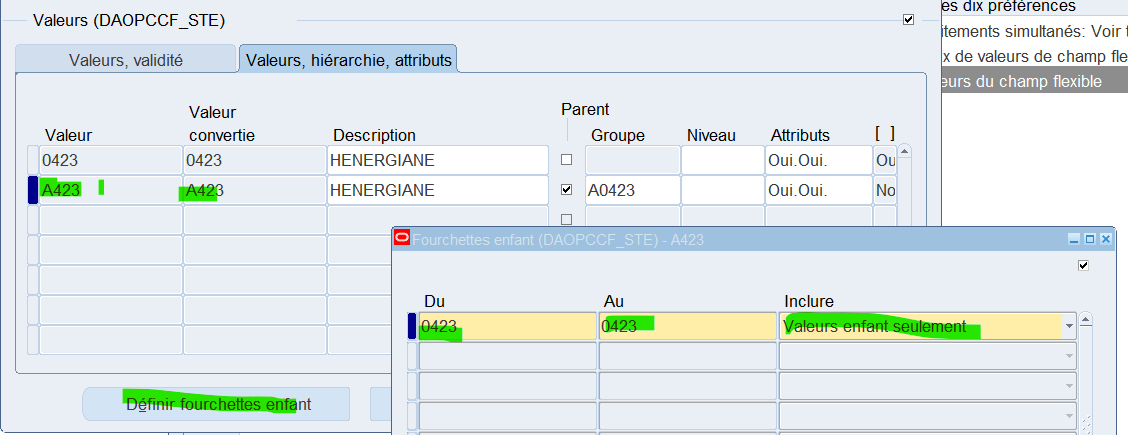 es dix préférences
Valeurs (DAOPCCF_STE)
itements simultanés: Voir t
Valeurs, validité
Valeurs, hiérarchie, attributs
x de valeurs de champ fle
eurs du champ flexible
Parent
Valeur
Valeur convertie
Description
Groupe
Niveau
Attributs
[ ]
0423
0423
HENERGIANE
Oui.Oui.
Ou
A423
A423
HENERGIANE
A0423
Oui.Oui.
No
Fourchettes enfant (DAOPCCF_STE) - A423
Du
Au
Inclure
0423
0423
Valeurs enfant seulement
Définir fourchettes enfant